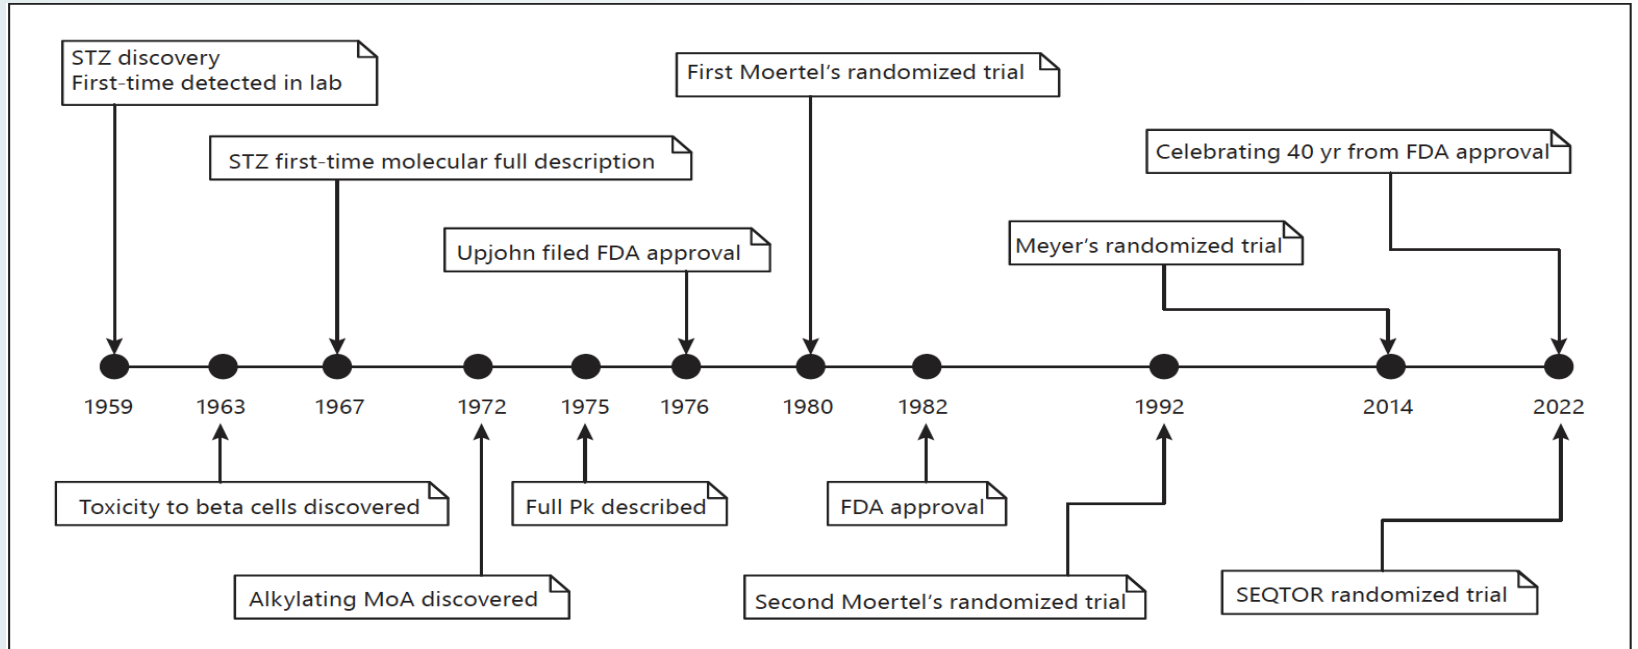 STZ discovery
First-time detected in lab
First Moertel's randomized trial
STZ first-time molecular full description
Celebrating 40 yr from FDA approval
Upjohn filed FDA approval
Meyer's randomized trial
1959 1963 1967 1972 1975 1976 1980 1982 1992 2014 2022
Toxicity to beta cells discovered
Full Pk described
FDA approval
Alkylating MoA discovered
Second Moertel's randomized trial
SEQTOR randomized trial